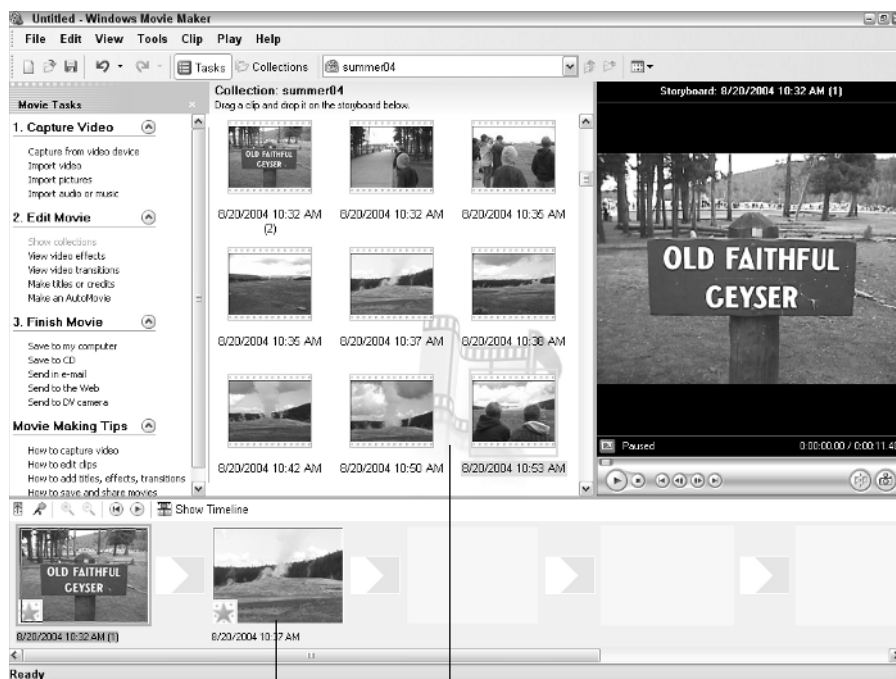 Untitled - Windows Movie Maker
File Edit View Tools Clip Play Help
Tasks Collections summer04
Movie Tasks
1. Capture Video
Capture from video device
Import video
Import pictures
Import audio or music
2. Edit Movie
Show collections
View video effects
View video transitions
Make titles or credits
Make an AutoMovie
3. Finish Movie
Save to my computer
Save to CD
Send in e-mail
Send to the Web
Send to DV camera
Movie Making Tips
How to capture video
How to edit clips
How to add titles, effects, transitions
How to save and share movies
Collection: summer04
Drag a clip and drop it on the storyboard below.
OLD FAITHFUL
GEYSER
8/20/2004 10:32 AM
(2)
8/20/2004 10:32 AM
8/20/2004 10:35 AM
8/20/2004 10:35 AM
8/20/2004 10:37 AM
8/20/2004 10:38 AM
8/20/2004 10:42 AM
8/20/2004 10:50 AM
8/20/2004 10:53 AM
Storyboard: 8/20/2004 10:32 AM (1)
OLD FAITHFUL
GEYSER
Paused
0:00:00.00 / 0:00:11.40
Show Timeline
OLD FAITHFUL
GEYSER
8/20/2004 10:32 AM (1)
8/20/2004 10:37 AM
Ready